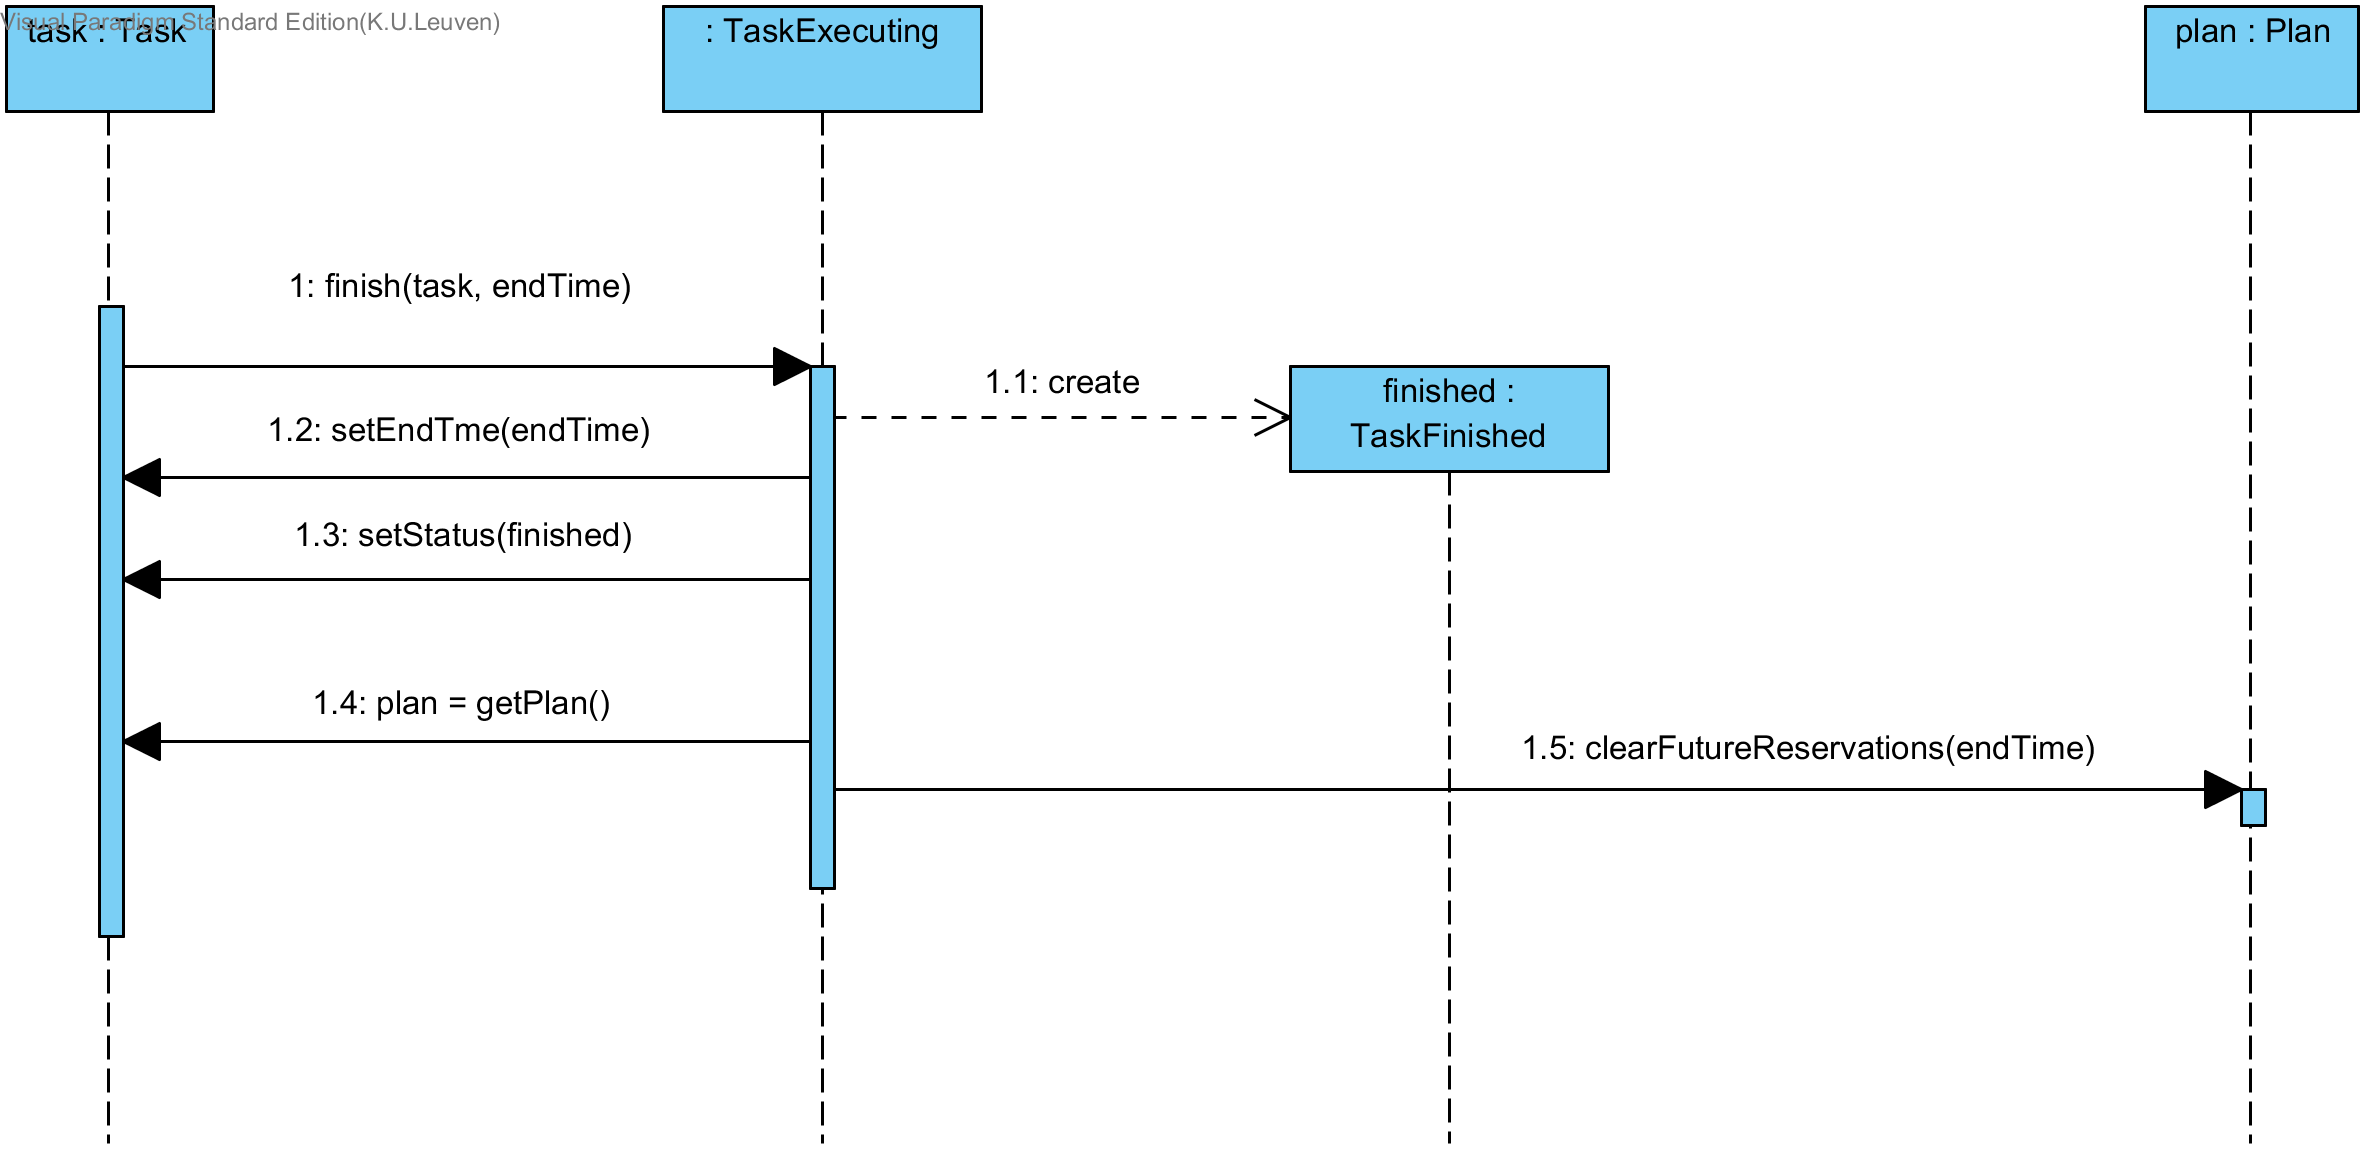 Visual Paradigm Standard Edition(K.U.Leuven)
task : Task
: TaskExecuting
plan : Plan
1: finish(task, endTime)
1.1: create
finished :
TaskFinished
1.2: setEndTme(endTime)
1.3: setStatus(finished)
1.4: plan = getPlan()
1.5: clearFutureReservations(endTime)